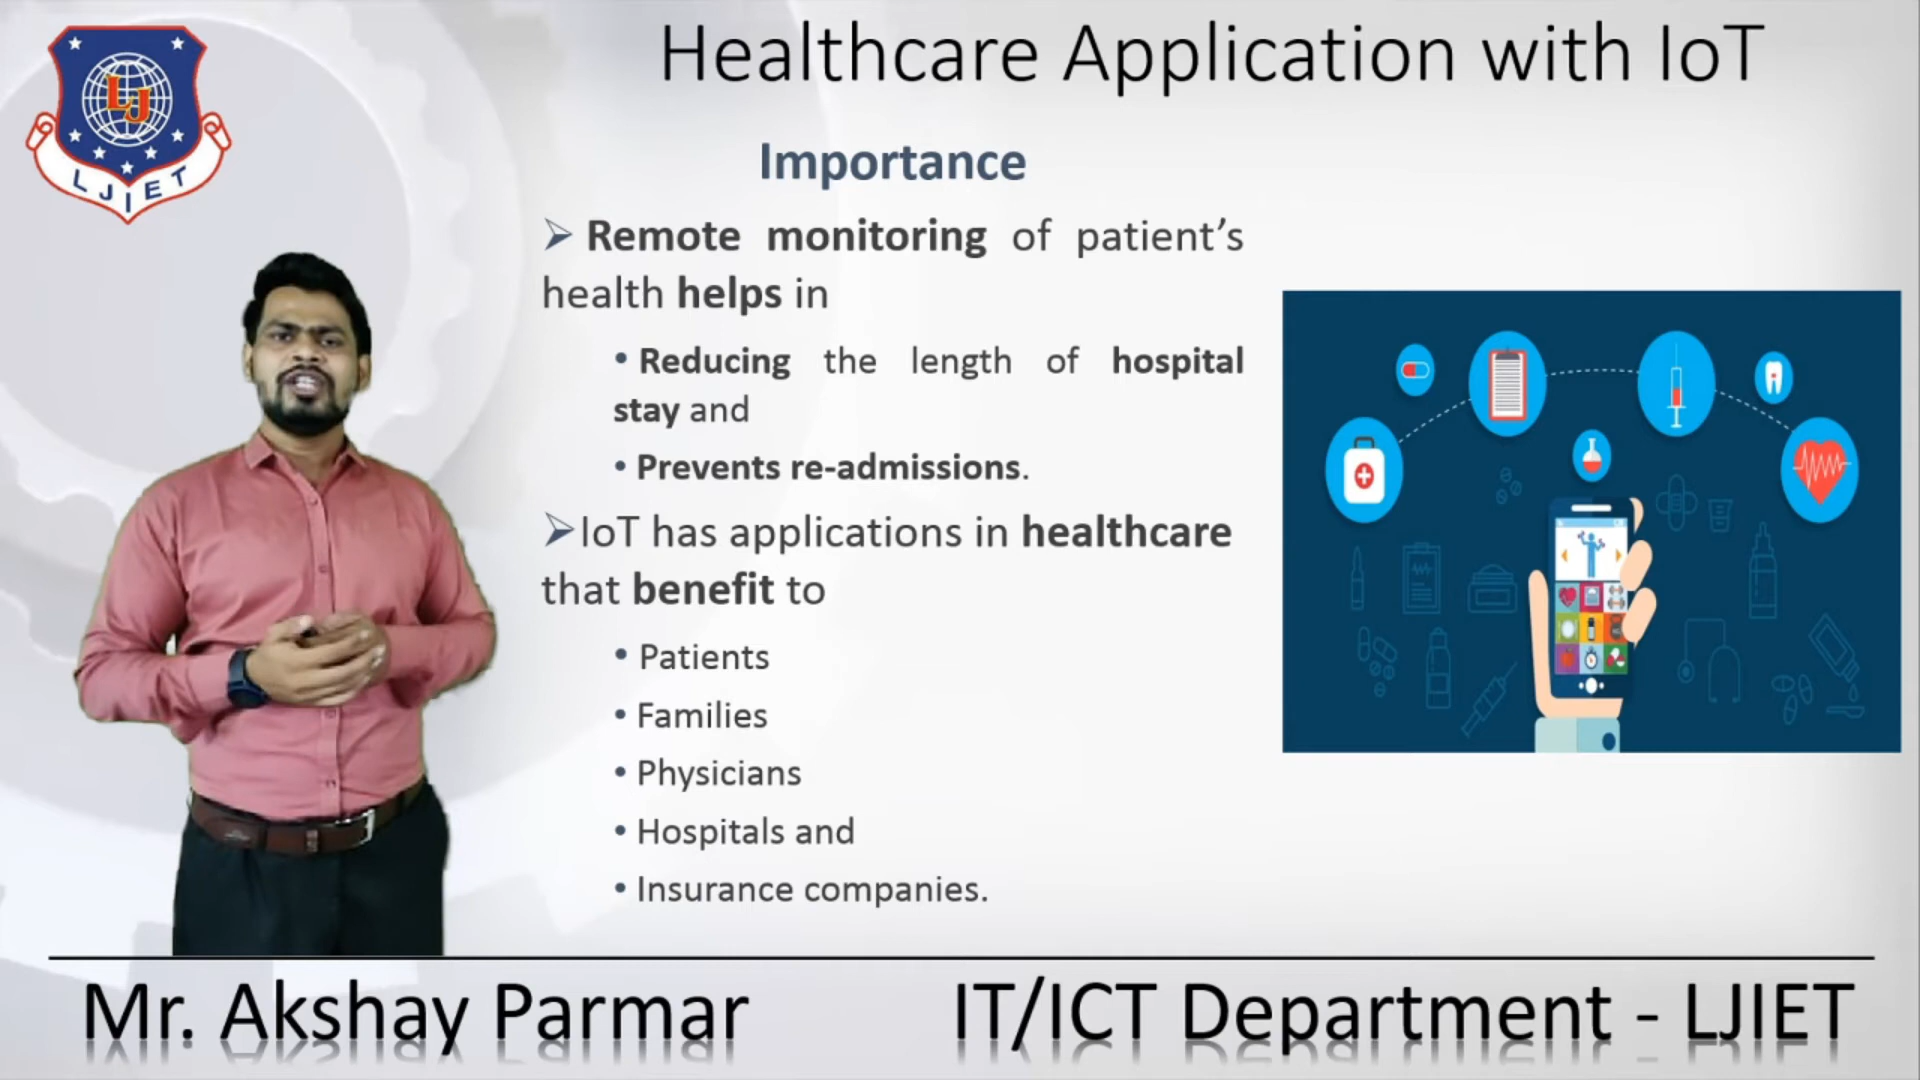 LJ
LJIET
Healthcare Application with IoT
Importance
➢ Remote monitoring of patient’s
health helps in
• Reducing the length of hospital
stay and
• Prevents re-admissions.
➢IoT has applications in healthcare
that benefit to
• Patients
• Families
• Physicians
• Hospitals and
• Insurance companies.
Mr. Akshay Parmar
IT/ICT Department - LJIET